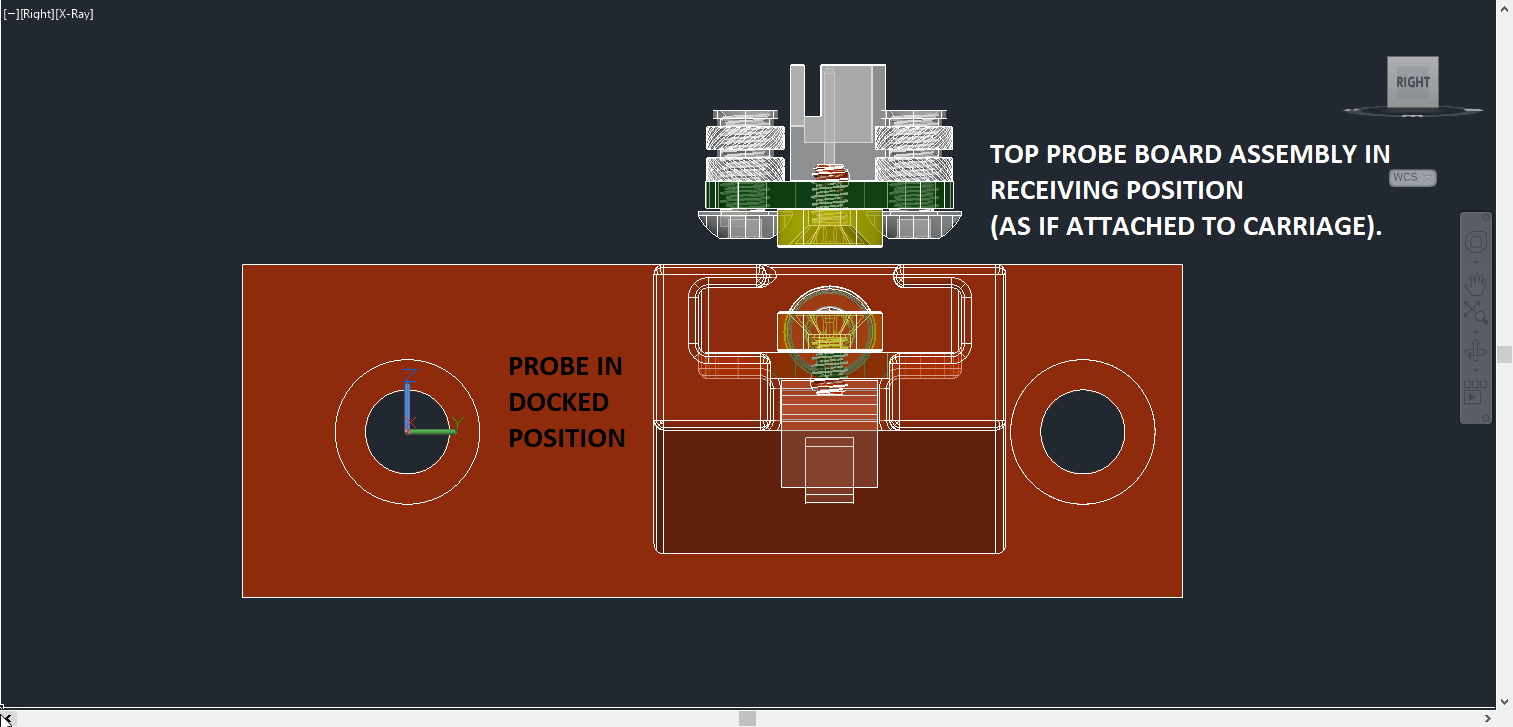 [−][Right][X-Ray]
RIGHT
TOP PROBE BOARD ASSEMBLY IN
RECEIVING POSITION
(AS IF ATTACHED TO CARRIAGE).
WCS
PROBE IN
DOCKED
POSITION
Z
X
Y